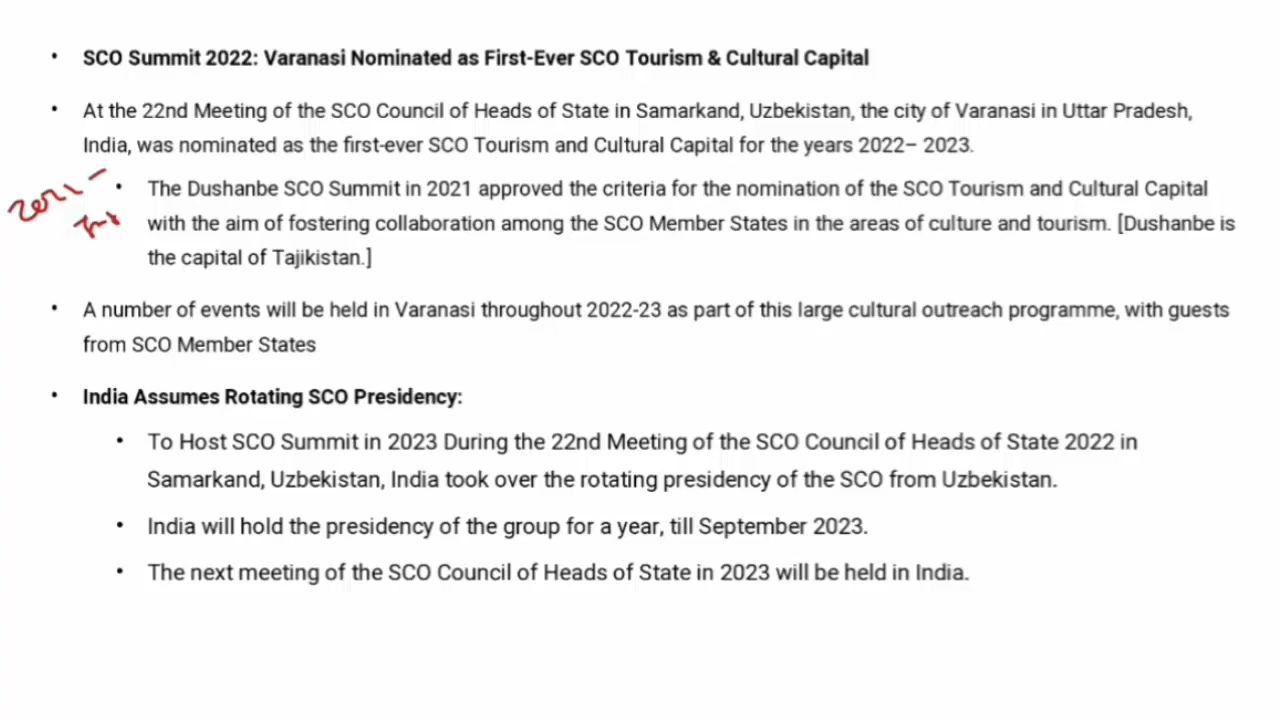 • SCO Summit 2022: Varanasi Nominated as First-Ever SCO Tourism & Cultural Capital
• At the 22nd Meeting of the SCO Council of Heads of State in Samarkand, Uzbekistan, the city of Varanasi in Uttar Pradesh,
India, was nominated as the first-ever SCO Tourism and Cultural Capital for the years 2022– 2023.
2021 –
• The Dushanbe SCO Summit in 2021 approved the criteria for the nomination of the SCO Tourism and Cultural Capital
with the aim of fostering collaboration among the SCO Member States in the areas of culture and tourism. [Dushanbe is
the capital of Tajikistan.]
• A number of events will be held in Varanasi throughout 2022-23 as part of this large cultural outreach programme, with guests
from SCO Member States
• India Assumes Rotating SCO Presidency:
• To Host SCO Summit in 2023 During the 22nd Meeting of the SCO Council of Heads of State 2022 in
Samarkand, Uzbekistan, India took over the rotating presidency of the SCO from Uzbekistan.
• India will hold the presidency of the group for a year, till September 2023.
• The next meeting of the SCO Council of Heads of State in 2023 will be held in India.